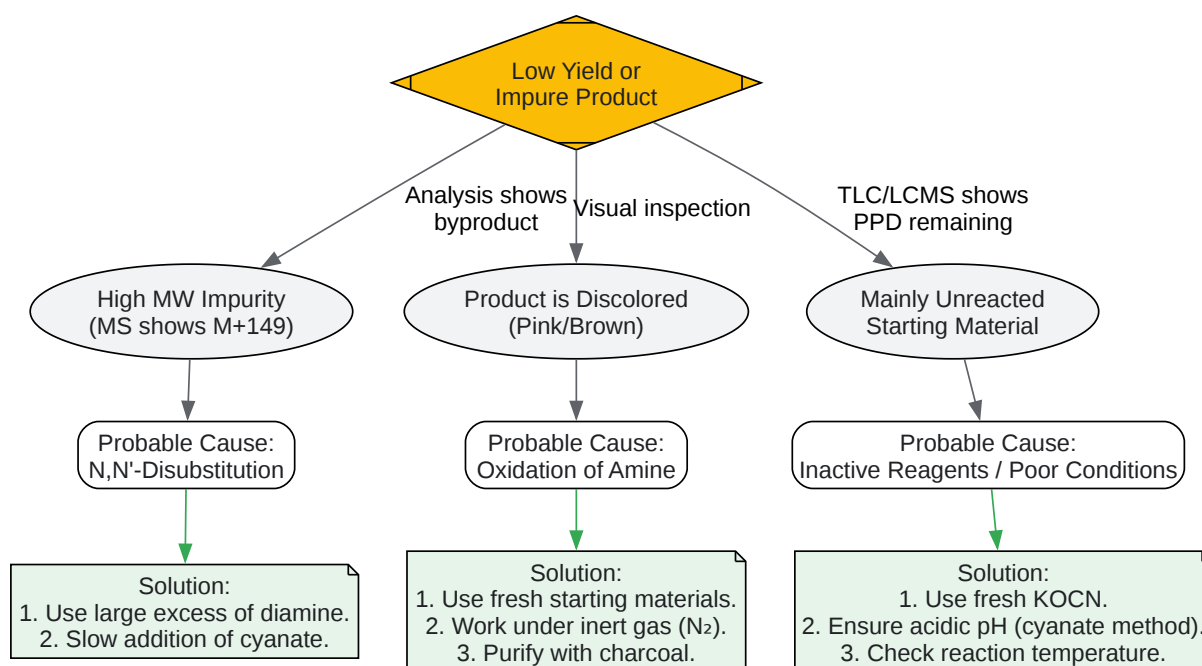 Low Yield or
Impure Product
Analysis shows
byproduct
Visual inspection
TLC/LCMS shows
PPD remaining
High MW Impurity
(MS shows M+149)
Product is Discolored
(Pink/Brown)
Mainly Unreacted
Starting Material
Probable Cause:
N,N'-Disubstitution
Probable Cause:
Oxidation of Amine
Probable Cause:
Inactive Reagents / Poor Conditions
Solution:
1. Use large excess of diamine.
2. Slow addition of cyanate.
Solution:
1. Use fresh starting materials.
2. Work under inert gas (N₂).
3. Purify with charcoal.
Solution:
1. Use fresh KOCN.
2. Ensure acidic pH (cyanate method).
3. Check reaction temperature.